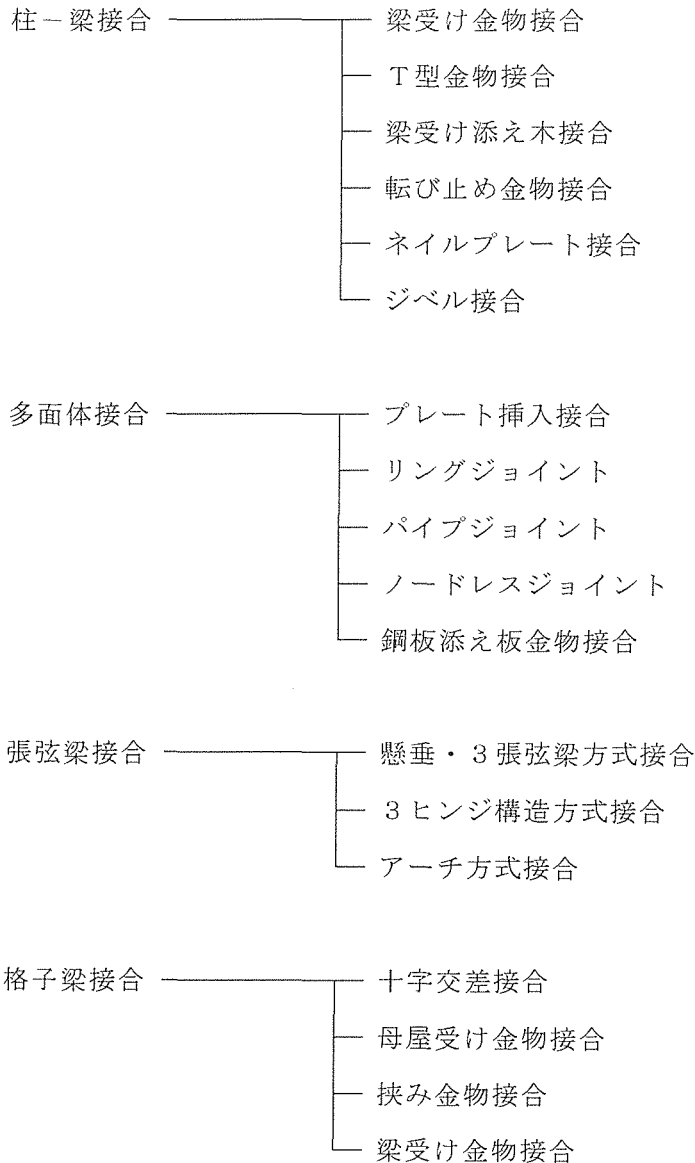 柱－梁接合
梁受け金物接合
Ｔ型金物接合
梁受け添え木接合
転び止め金物接合
ネイルプレート接合
ジベル接合
多面体接合
プレート挿入接合
リングジョイント
パイプジョイント
ノードレスジョイント
鋼板添え板金物接合
張弦梁接合
懸垂・３張弦梁方式接合
３ヒンジ構造方式接合
アーチ方式接合
格子梁接合
十字交差接合
母屋受け金物接合
挟み金物接合
梁受け金物接合